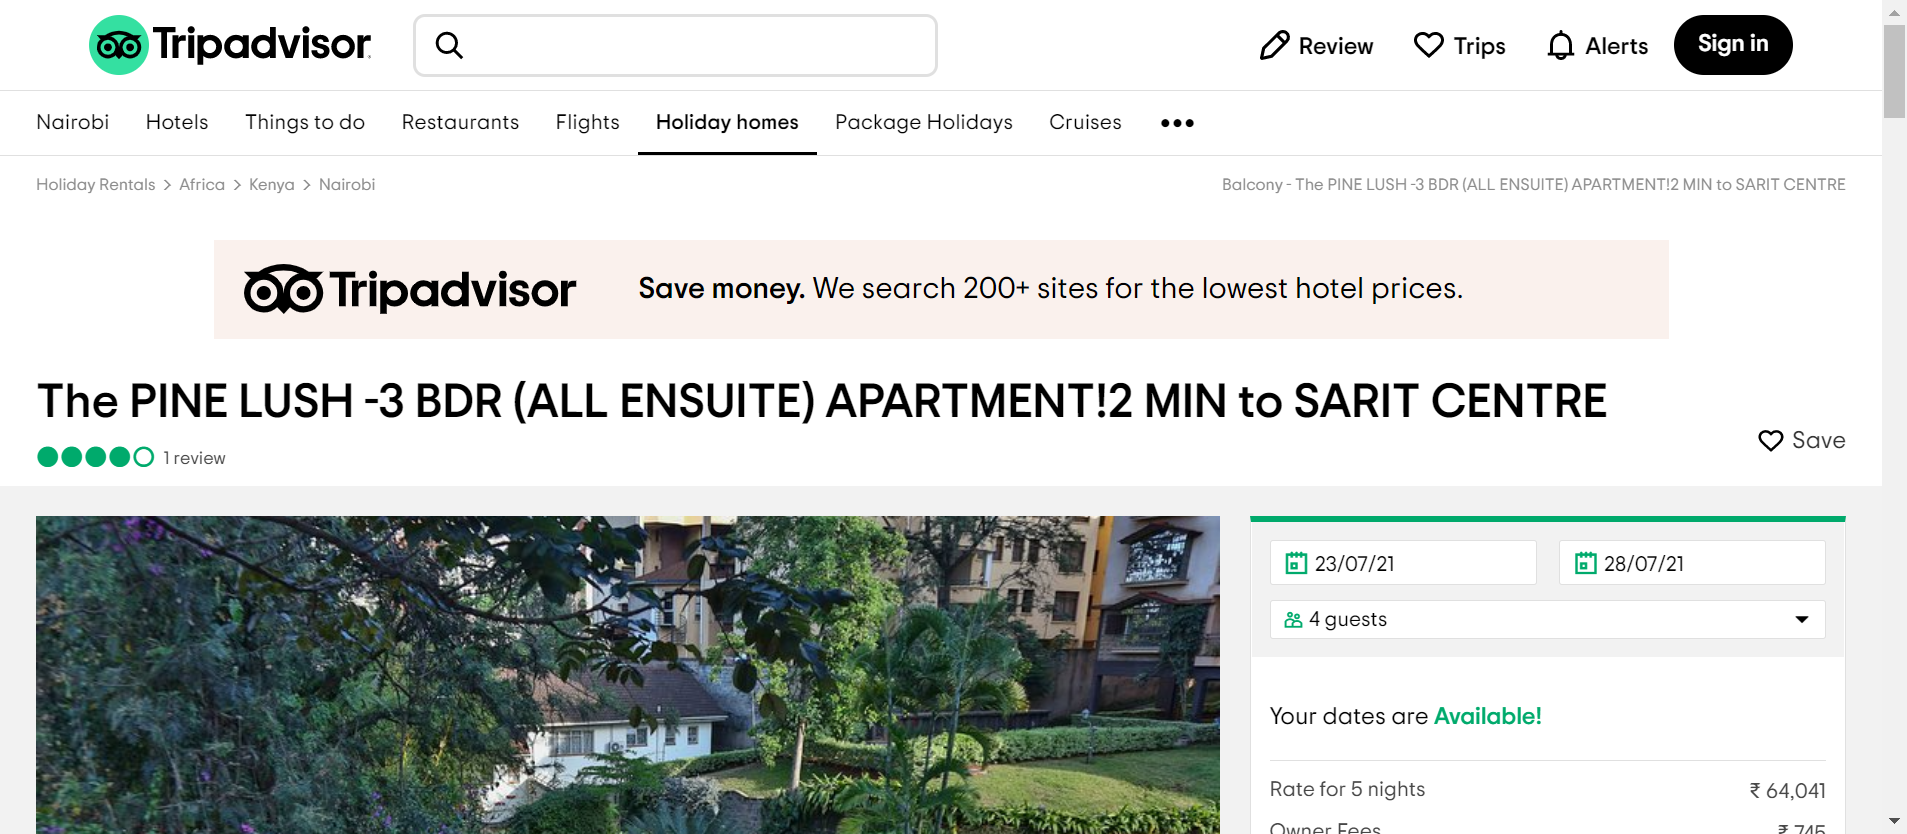 Tripadvisor
Review
Trips
Alerts
Sign in
Nairobi
Hotels
Things to do
Restaurants
Flights
Holiday homes
Package Holidays
Cruises
Holiday Rentals > Africa > Kenya > Nairobi
Balcony - The PINE LUSH -3 BDR (ALL ENSUITE) APARTMENT!2 MIN to SARIT CENTRE
Tripadvisor
Save money. We search 200+ sites for the lowest hotel prices.
The PINE LUSH -3 BDR (ALL ENSUITE) APARTMENT!2 MIN to SARIT CENTRE
1 review
Save
23/07/21
28/07/21
4 guests
Your dates are Available!
Rate for 5 nights
₹ 64,041
Owner Fees
₹ 745